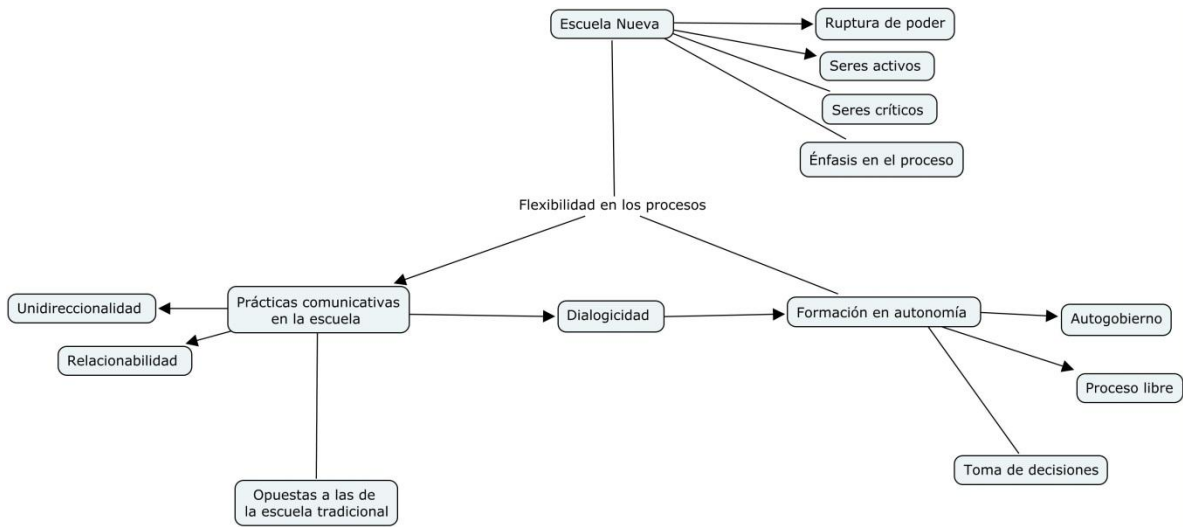 Escuela Nueva
Ruptura de poder
Seres activos
Seres críticos
Énfasis en el proceso
Flexibilidad en los procesos
Unidireccionalidad
Prácticas comunicativas
en la escuela
Relacionabilidad
Dialogicidad
Formación en autonomía
Autogobierno
Proceso libre
Toma de decisiones
Opuestas a las de
la escuela tradicional